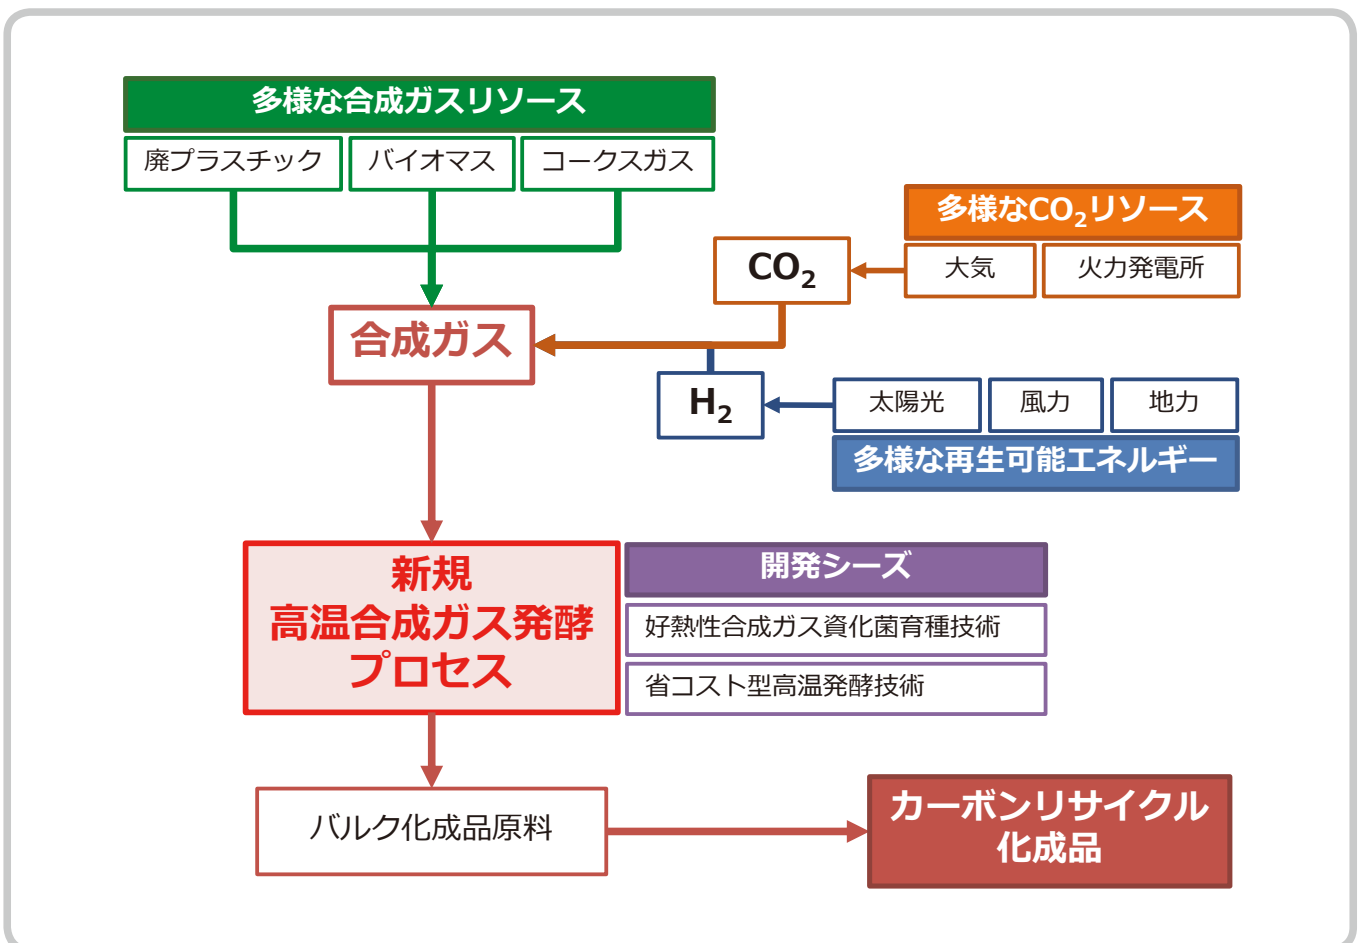 多様な合成ガスリソース
廃プラスチック
バイオマス
コークスガス
多様なCO₂リソース
CO₂
大気
火力発電所
合成ガス
H₂
太陽光
風力
地力
多様な再生可能エネルギー
新規
高温合成ガス発酵
プロセス
開発シーズ
好熱性合成ガス資化菌育種技術
省コスト型高温発酵技術
バルク化成品原料
カーボンリサイクル
化成品